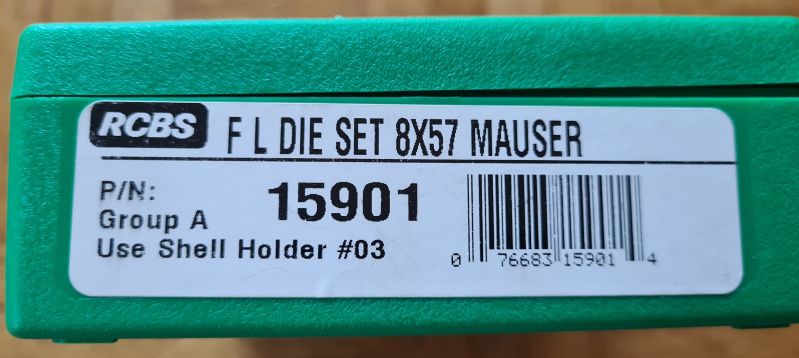 RCBS F L DIE SET 8X57 MAUSER
P/N: 15901
Group A
Use Shell Holder #03
0 76683 15901 4